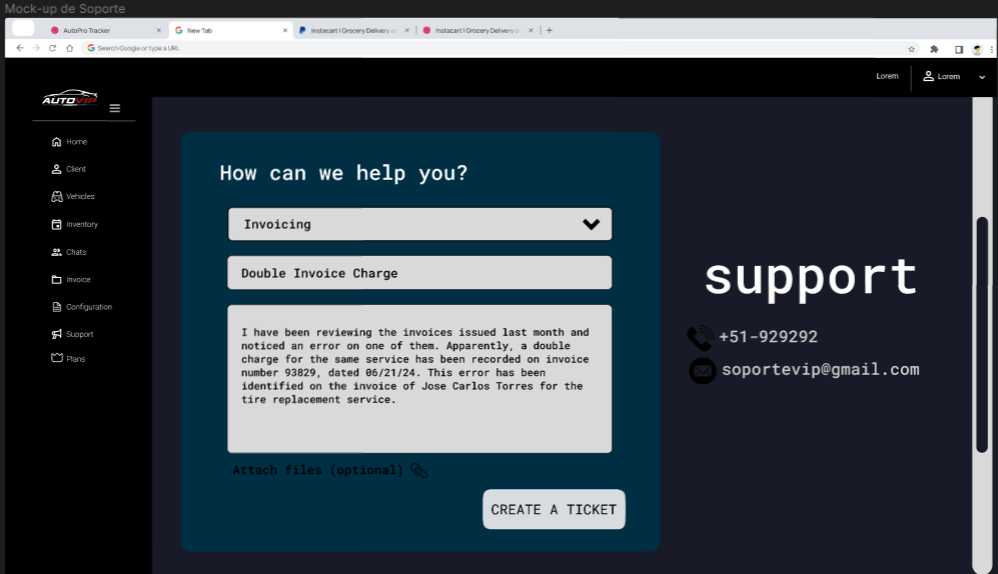 Mock-up de Soporte
AutoPro Tracker
New Tab
Instacart | Grocery Delivery o
Instacart | Grocery Delivery o
Search Google or type a URL
Lorem
Lorem
AUTOVIP
Home
Client
Vehicles
Inventory
Chats
Invoice
Configuration
Support
Plans
How can we help you?
Invoicing
Double Invoice Charge
I have been reviewing the invoices issued last month and
noticed an error on one of them. Apparently, a double
charge for the same service has been recorded on invoice
number 93829, dated 06/21/24. This error has been
identified on the invoice of Jose Carlos Torres for the
tire replacement service.
Attach files (optional)
CREATE A TICKET
support
+51-929292
soportevip@gmail.com